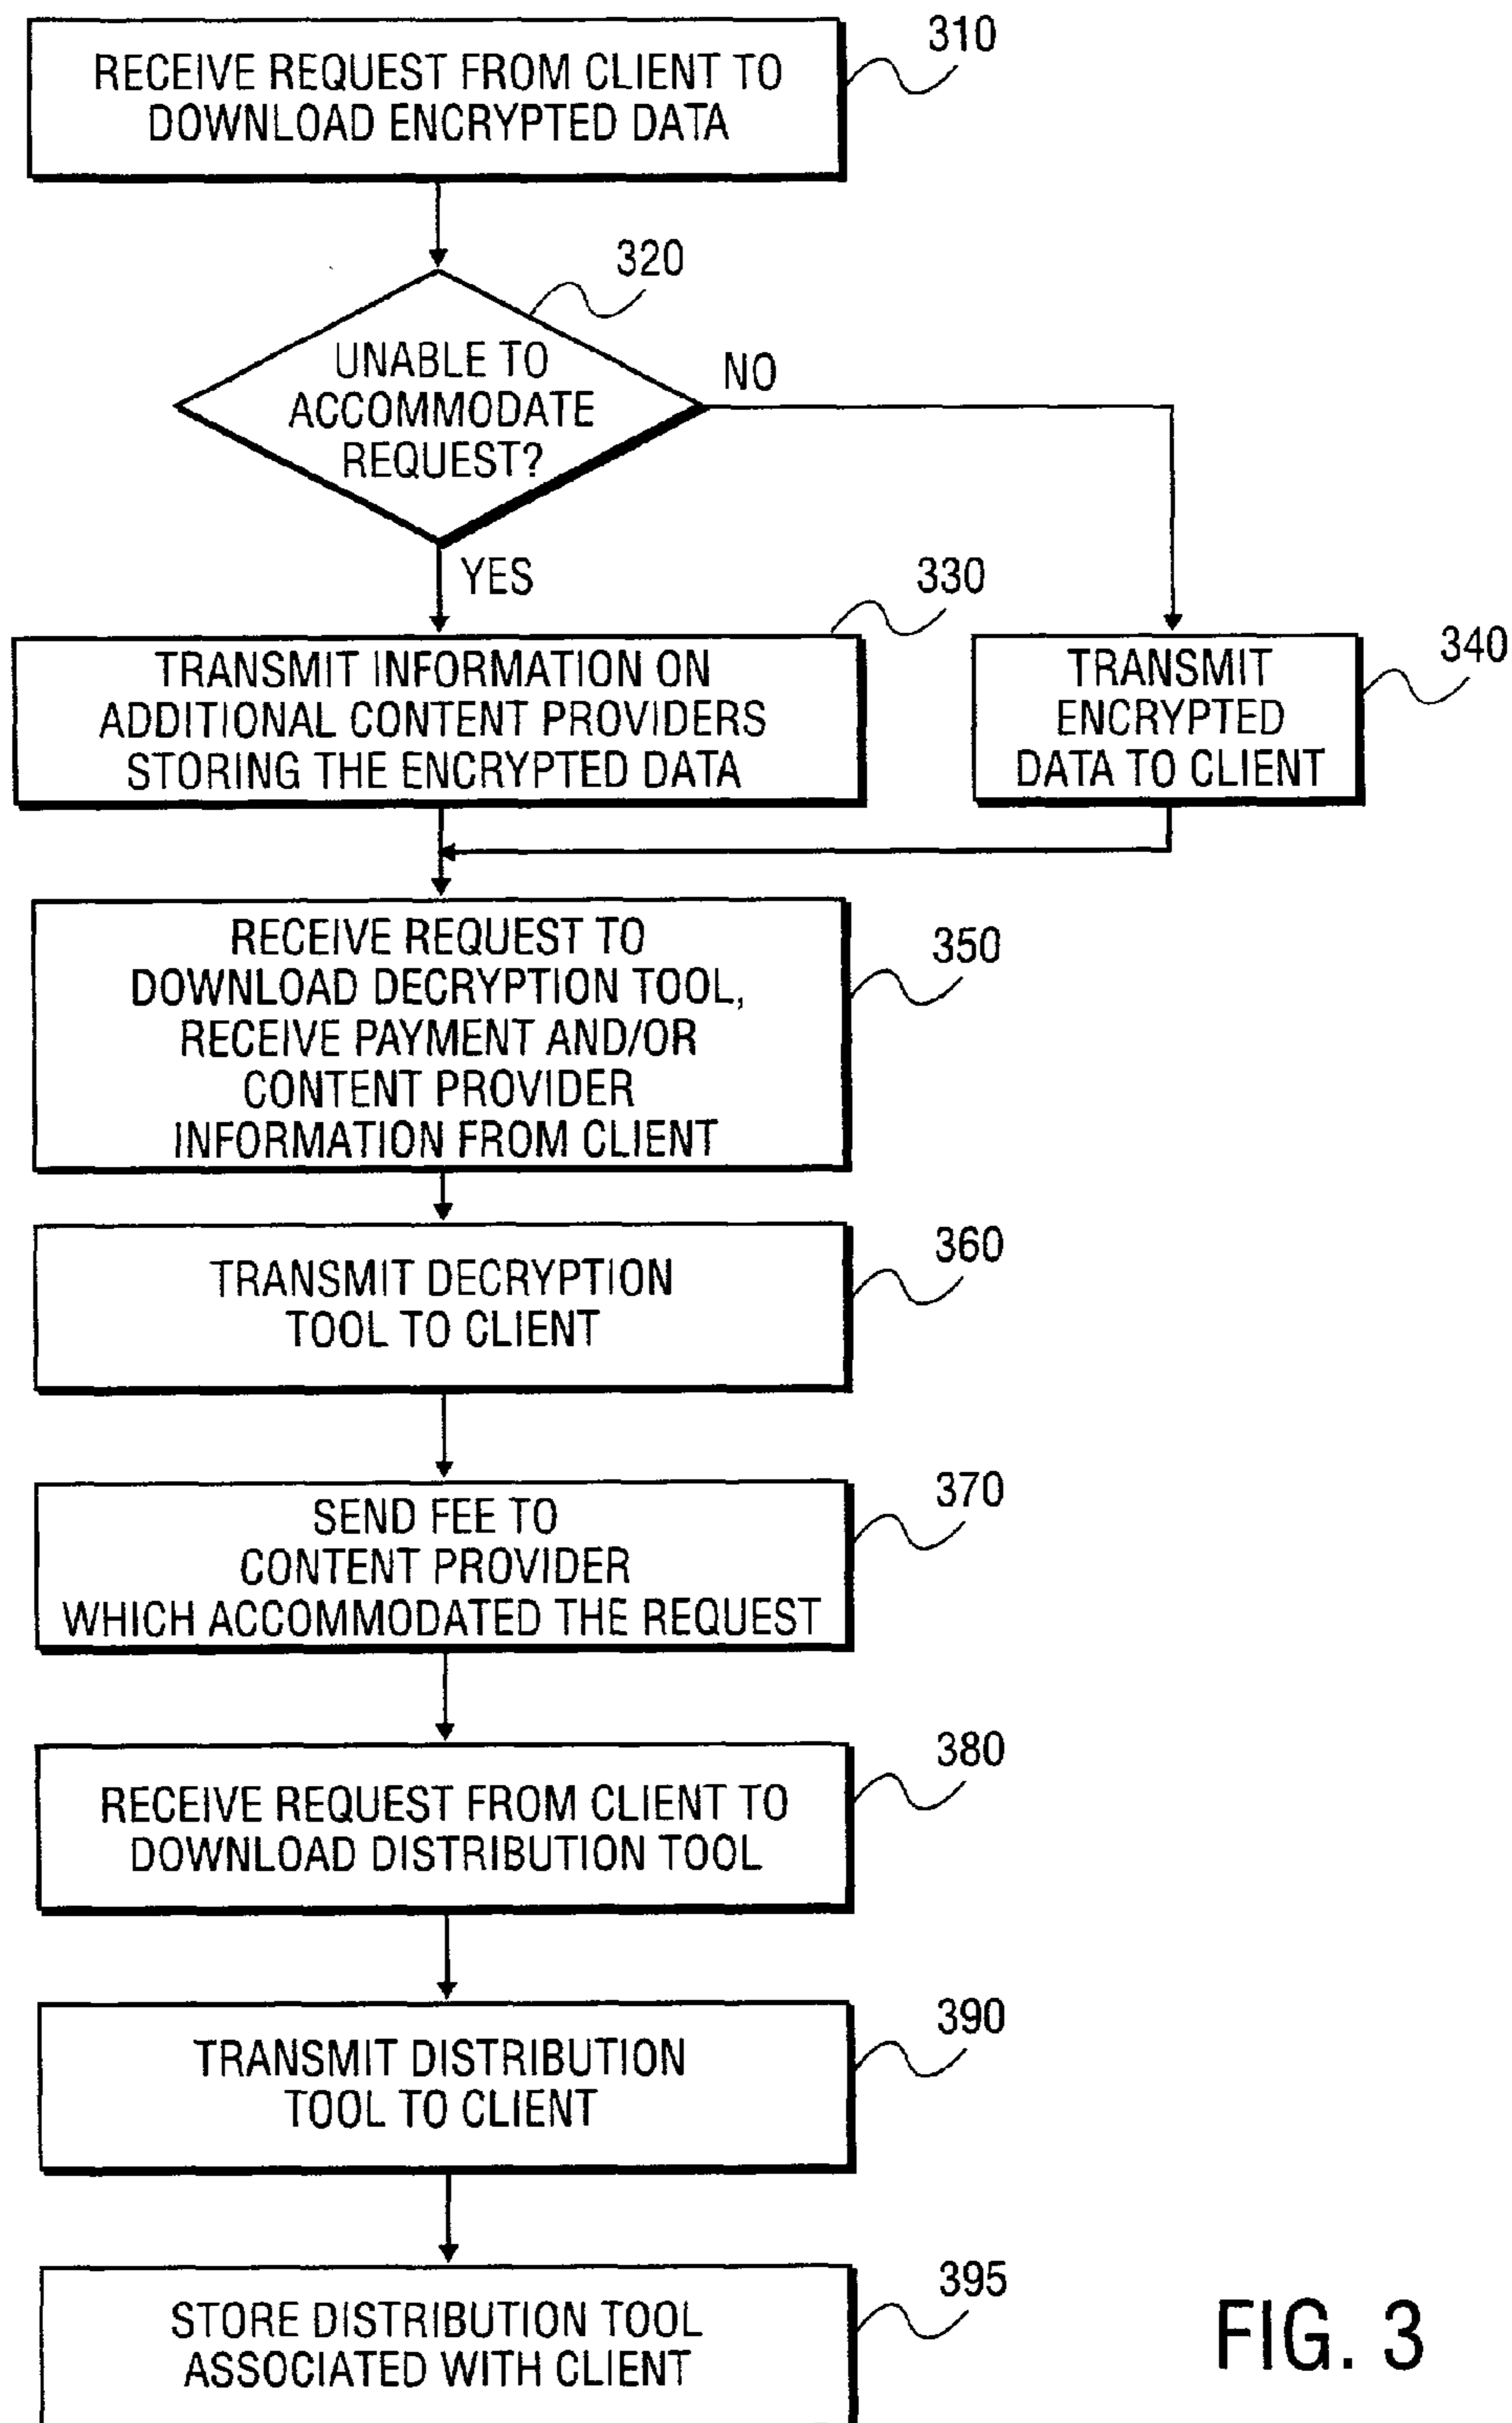 310
RECEIVE REQUEST FROM CLIENT TO
DOWNLOAD ENCRYPTED DATA
320
UNABLE TO
ACCOMMODATE
REQUEST?
NO
YES
330
TRANSMIT INFORMATION ON
ADDITIONAL CONTENT PROVIDERS
STORING THE ENCRYPTED DATA
340
TRANSMIT
ENCRYPTED
DATA TO CLIENT
350
RECEIVE REQUEST TO
DOWNLOAD DECRYPTION TOOL,
RECEIVE PAYMENT AND/OR
CONTENT PROVIDER
INFORMATION FROM CLIENT
360
TRANSMIT DECRYPTION
TOOL TO CLIENT
370
SEND FEE TO
CONTENT PROVIDER
WHICH ACCOMMODATED THE REQUEST
380
RECEIVE REQUEST FROM CLIENT TO
DOWNLOAD DISTRIBUTION TOOL
390
TRANSMIT DISTRIBUTION
TOOL TO CLIENT
395
STORE DISTRIBUTION TOOL
ASSOCIATED WITH CLIENT
FIG. 3